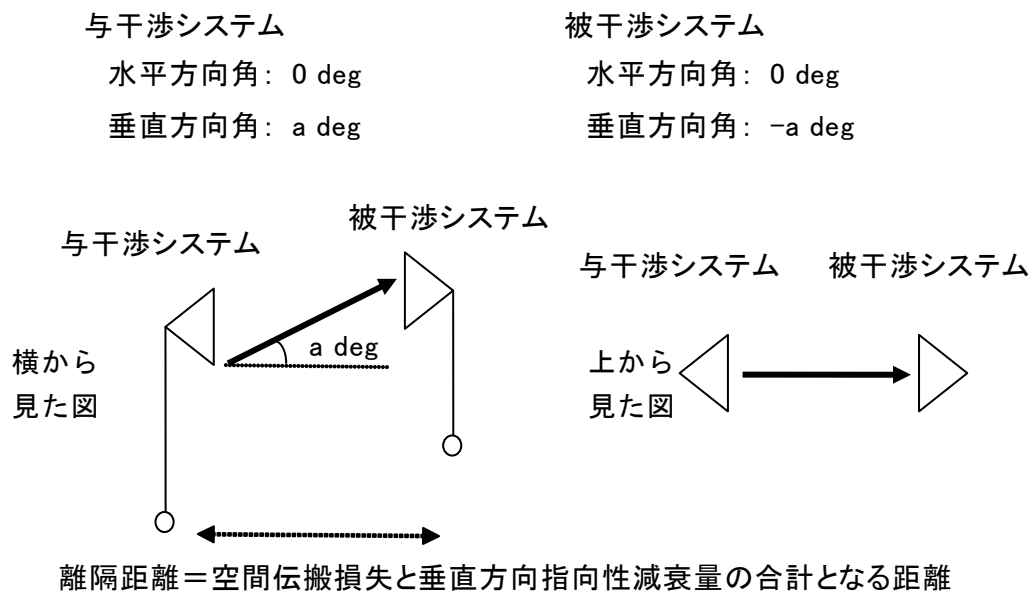 与干渉システム
水平方向角： 0 deg
垂直方向角： a deg
被干渉システム
水平方向角： 0 deg
垂直方向角： -a deg
与干渉システム
被干渉システム
a deg
横から
見た図
与干渉システム
被干渉システム
上から
見た図
離隔距離＝空間伝搬損失と垂直方向指向性減衰量の合計となる距離